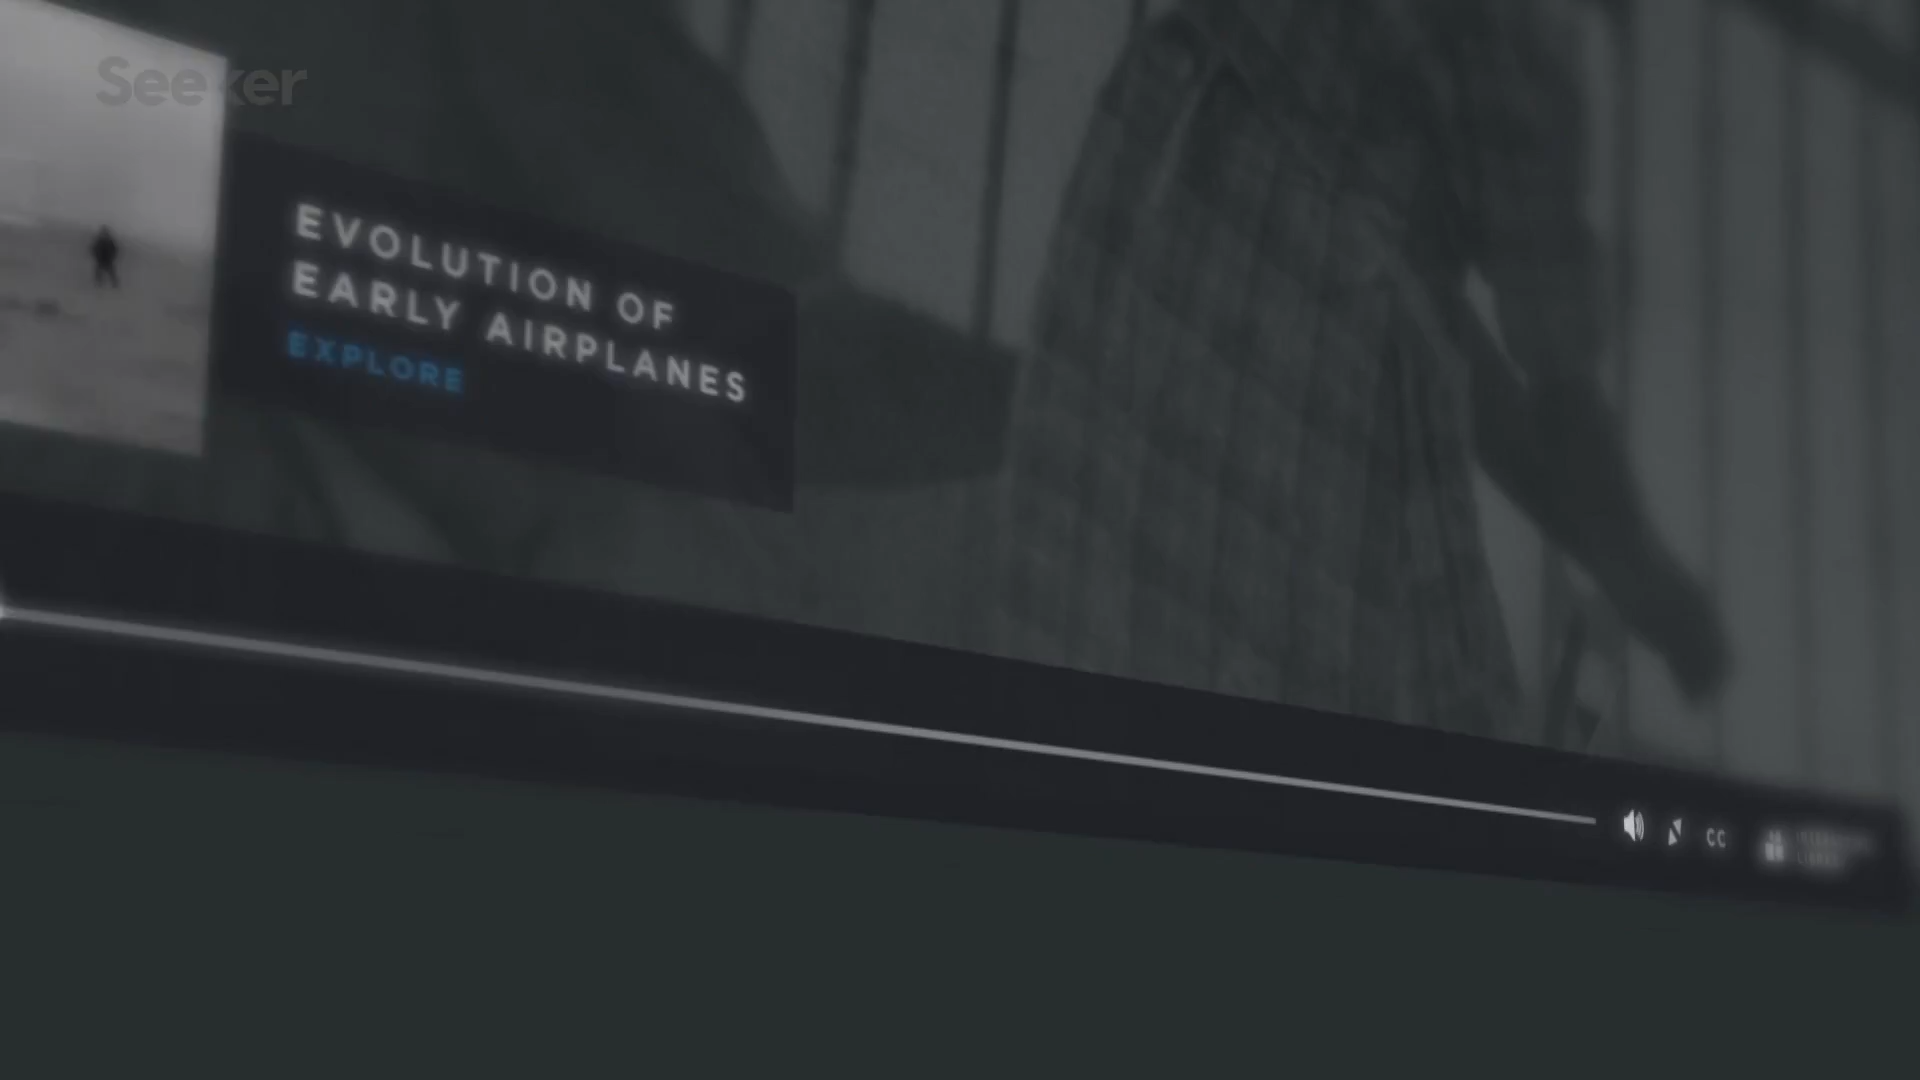 Seeker
EVOLUTION OF
EARLY AIRPLANES
EXPLORE
CC